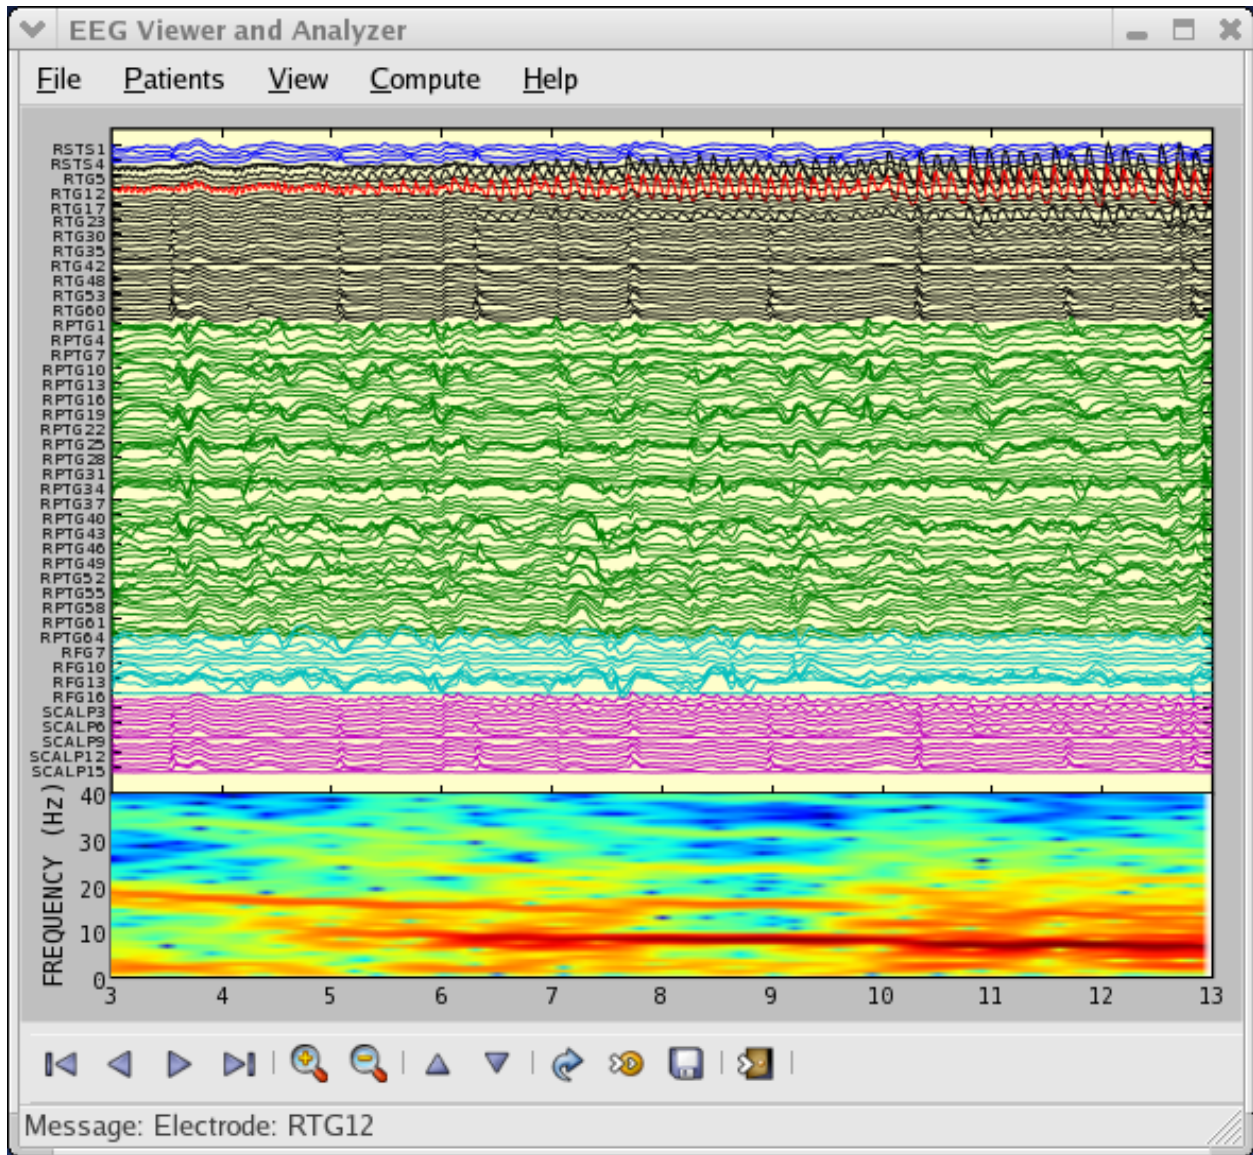 EEG Viewer and Analyzer
File Patients View Compute Help
RSTS1
RSTS4
RTG5
RTG12
RTG17
RTG23
RTG30
RTG35
RTG42
RTG48
RTG53
RTG60
RPTG1
RPTG4
RPTG7
RPTG10
RPTG13
RPTG16
RPTG19
RPTG22
RPTG25
RPTG28
RPTG31
RPTG34
RPTG37
RPTG40
RPTG43
RPTG46
RPTG49
RPTG52
RPTG55
RPTG58
RPTG61
RPTG64
RFG7
RFG10
RFG13
RFG16
SCALP3
SCALP6
SCALP9
SCALP12
SCALP15
FREQUENCY (Hz)
40
30
20
10
0
3 4 5 6 7 8 9 10 11 12 13
Message: Electrode: RTG12